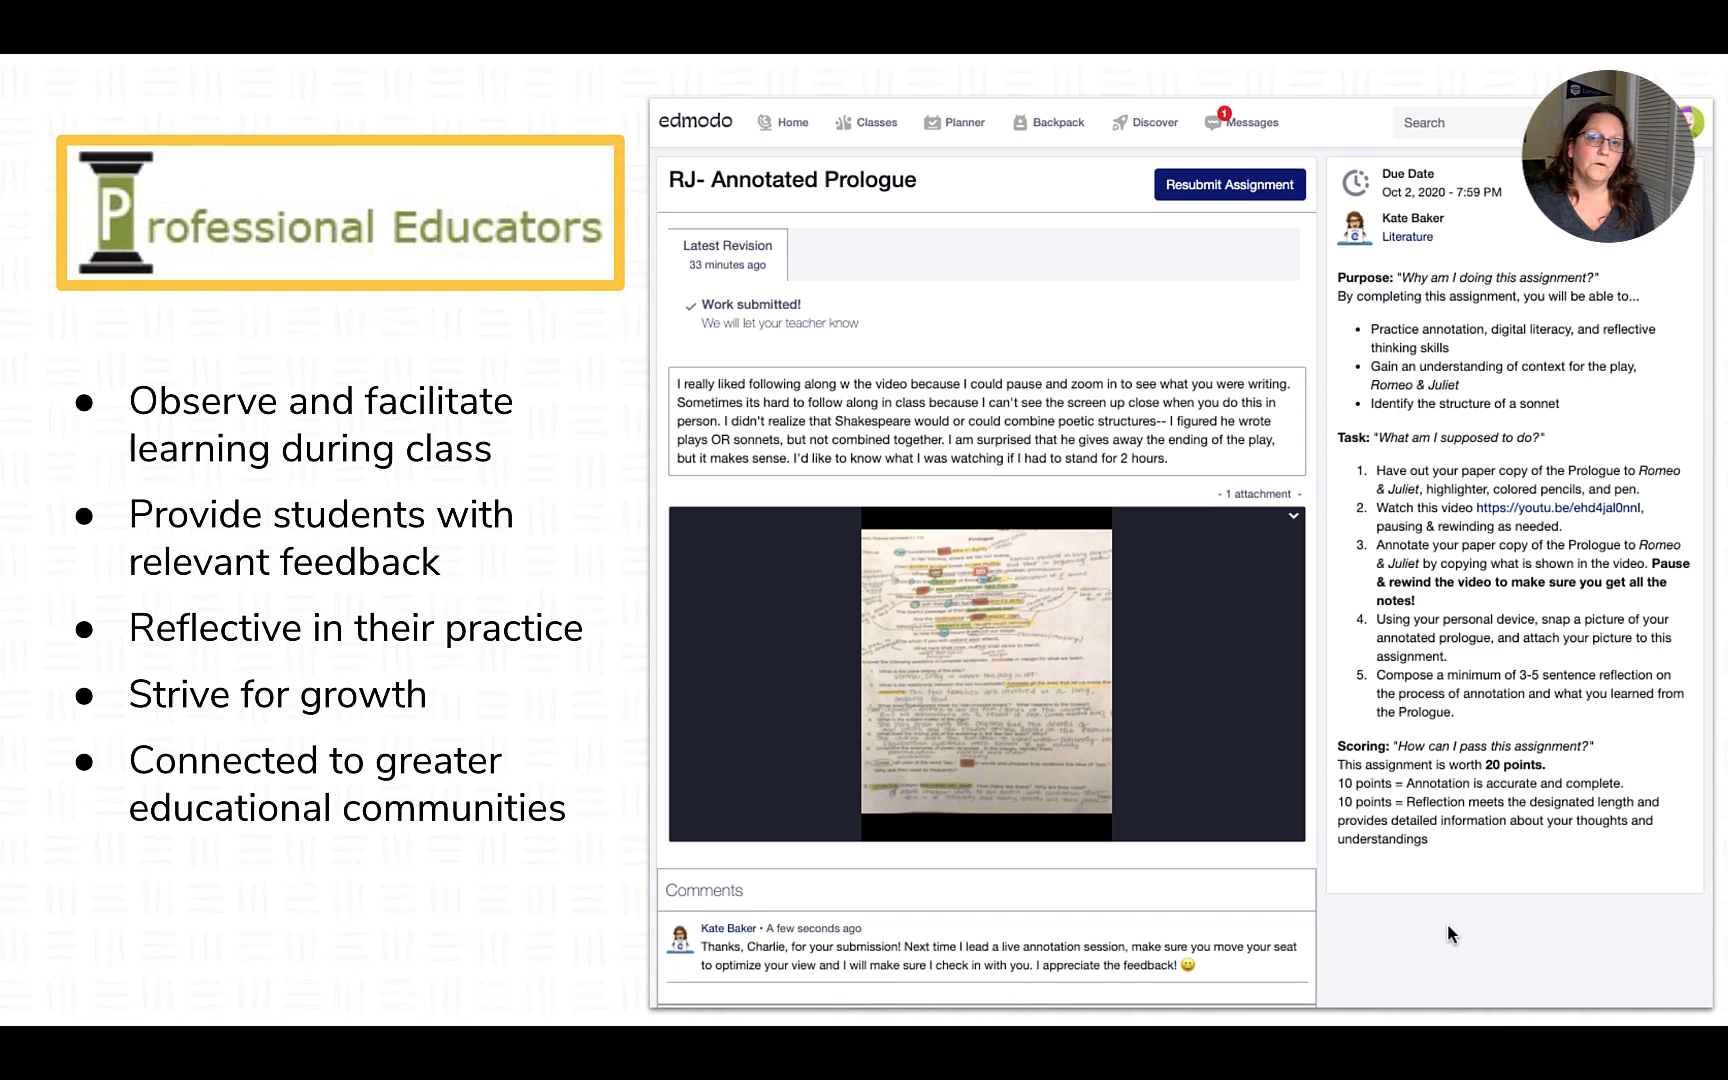 Professional Educators
● Observe and facilitate
learning during class
● Provide students with
relevant feedback
● Reflective in their practice
● Strive for growth
● Connected to greater
educational communities
edmodo
Home
Classes
Planner
Backpack
Discover
1
Messages
Search
RJ- Annotated Prologue
Resubmit Assignment
Latest Revision
33 minutes ago
Work submitted!
We will let your teacher know
I really liked following along w the video because I could pause and zoom in to see what you were writing.
Sometimes its hard to follow along in class because I can't see the screen up close when you do this in
person. I didn't realize that Shakespeare would or could combine poetic structures-- I figured he wrote
plays OR sonnets, but not combined together. I am surprised that he gives away the ending of the play,
but it makes sense. I'd like to know what I was watching if I had to stand for 2 hours.
- 1 attachment -
Prologue
Comments
Kate Baker • A few seconds ago
Thanks, Charlie, for your submission! Next time I lead a live annotation session, make sure you move your seat
to optimize your view and I will make sure I check in with you. I appreciate the feedback! 😀
Due Date
Oct 2, 2020 - 7:59 PM
Kate Baker
Literature
Purpose: "Why am I doing this assignment?"
By completing this assignment, you will be able to...
• Practice annotation, digital literacy, and reflective
thinking skills
• Gain an understanding of context for the play,
Romeo & Juliet
• Identify the structure of a sonnet
Task: "What am I supposed to do?"
1. Have out your paper copy of the Prologue to Romeo
& Juliet, highlighter, colored pencils, and pen.
2. Watch this video https://youtu.be/ehd4jal0nnI,
pausing & rewinding as needed.
3. Annotate your paper copy of the Prologue to Romeo
& Juliet by copying what is shown in the video. Pause
& rewind the video to make sure you get all the
notes!
4. Using your personal device, snap a picture of your
annotated prologue, and attach your picture to this
assignment.
5. Compose a minimum of 3-5 sentence reflection on
the process of annotation and what you learned from
the Prologue.
Scoring: "How can I pass this assignment?"
This assignment is worth 20 points.
10 points = Annotation is accurate and complete.
10 points = Reflection meets the designated length and
provides detailed information about your thoughts and
understandings